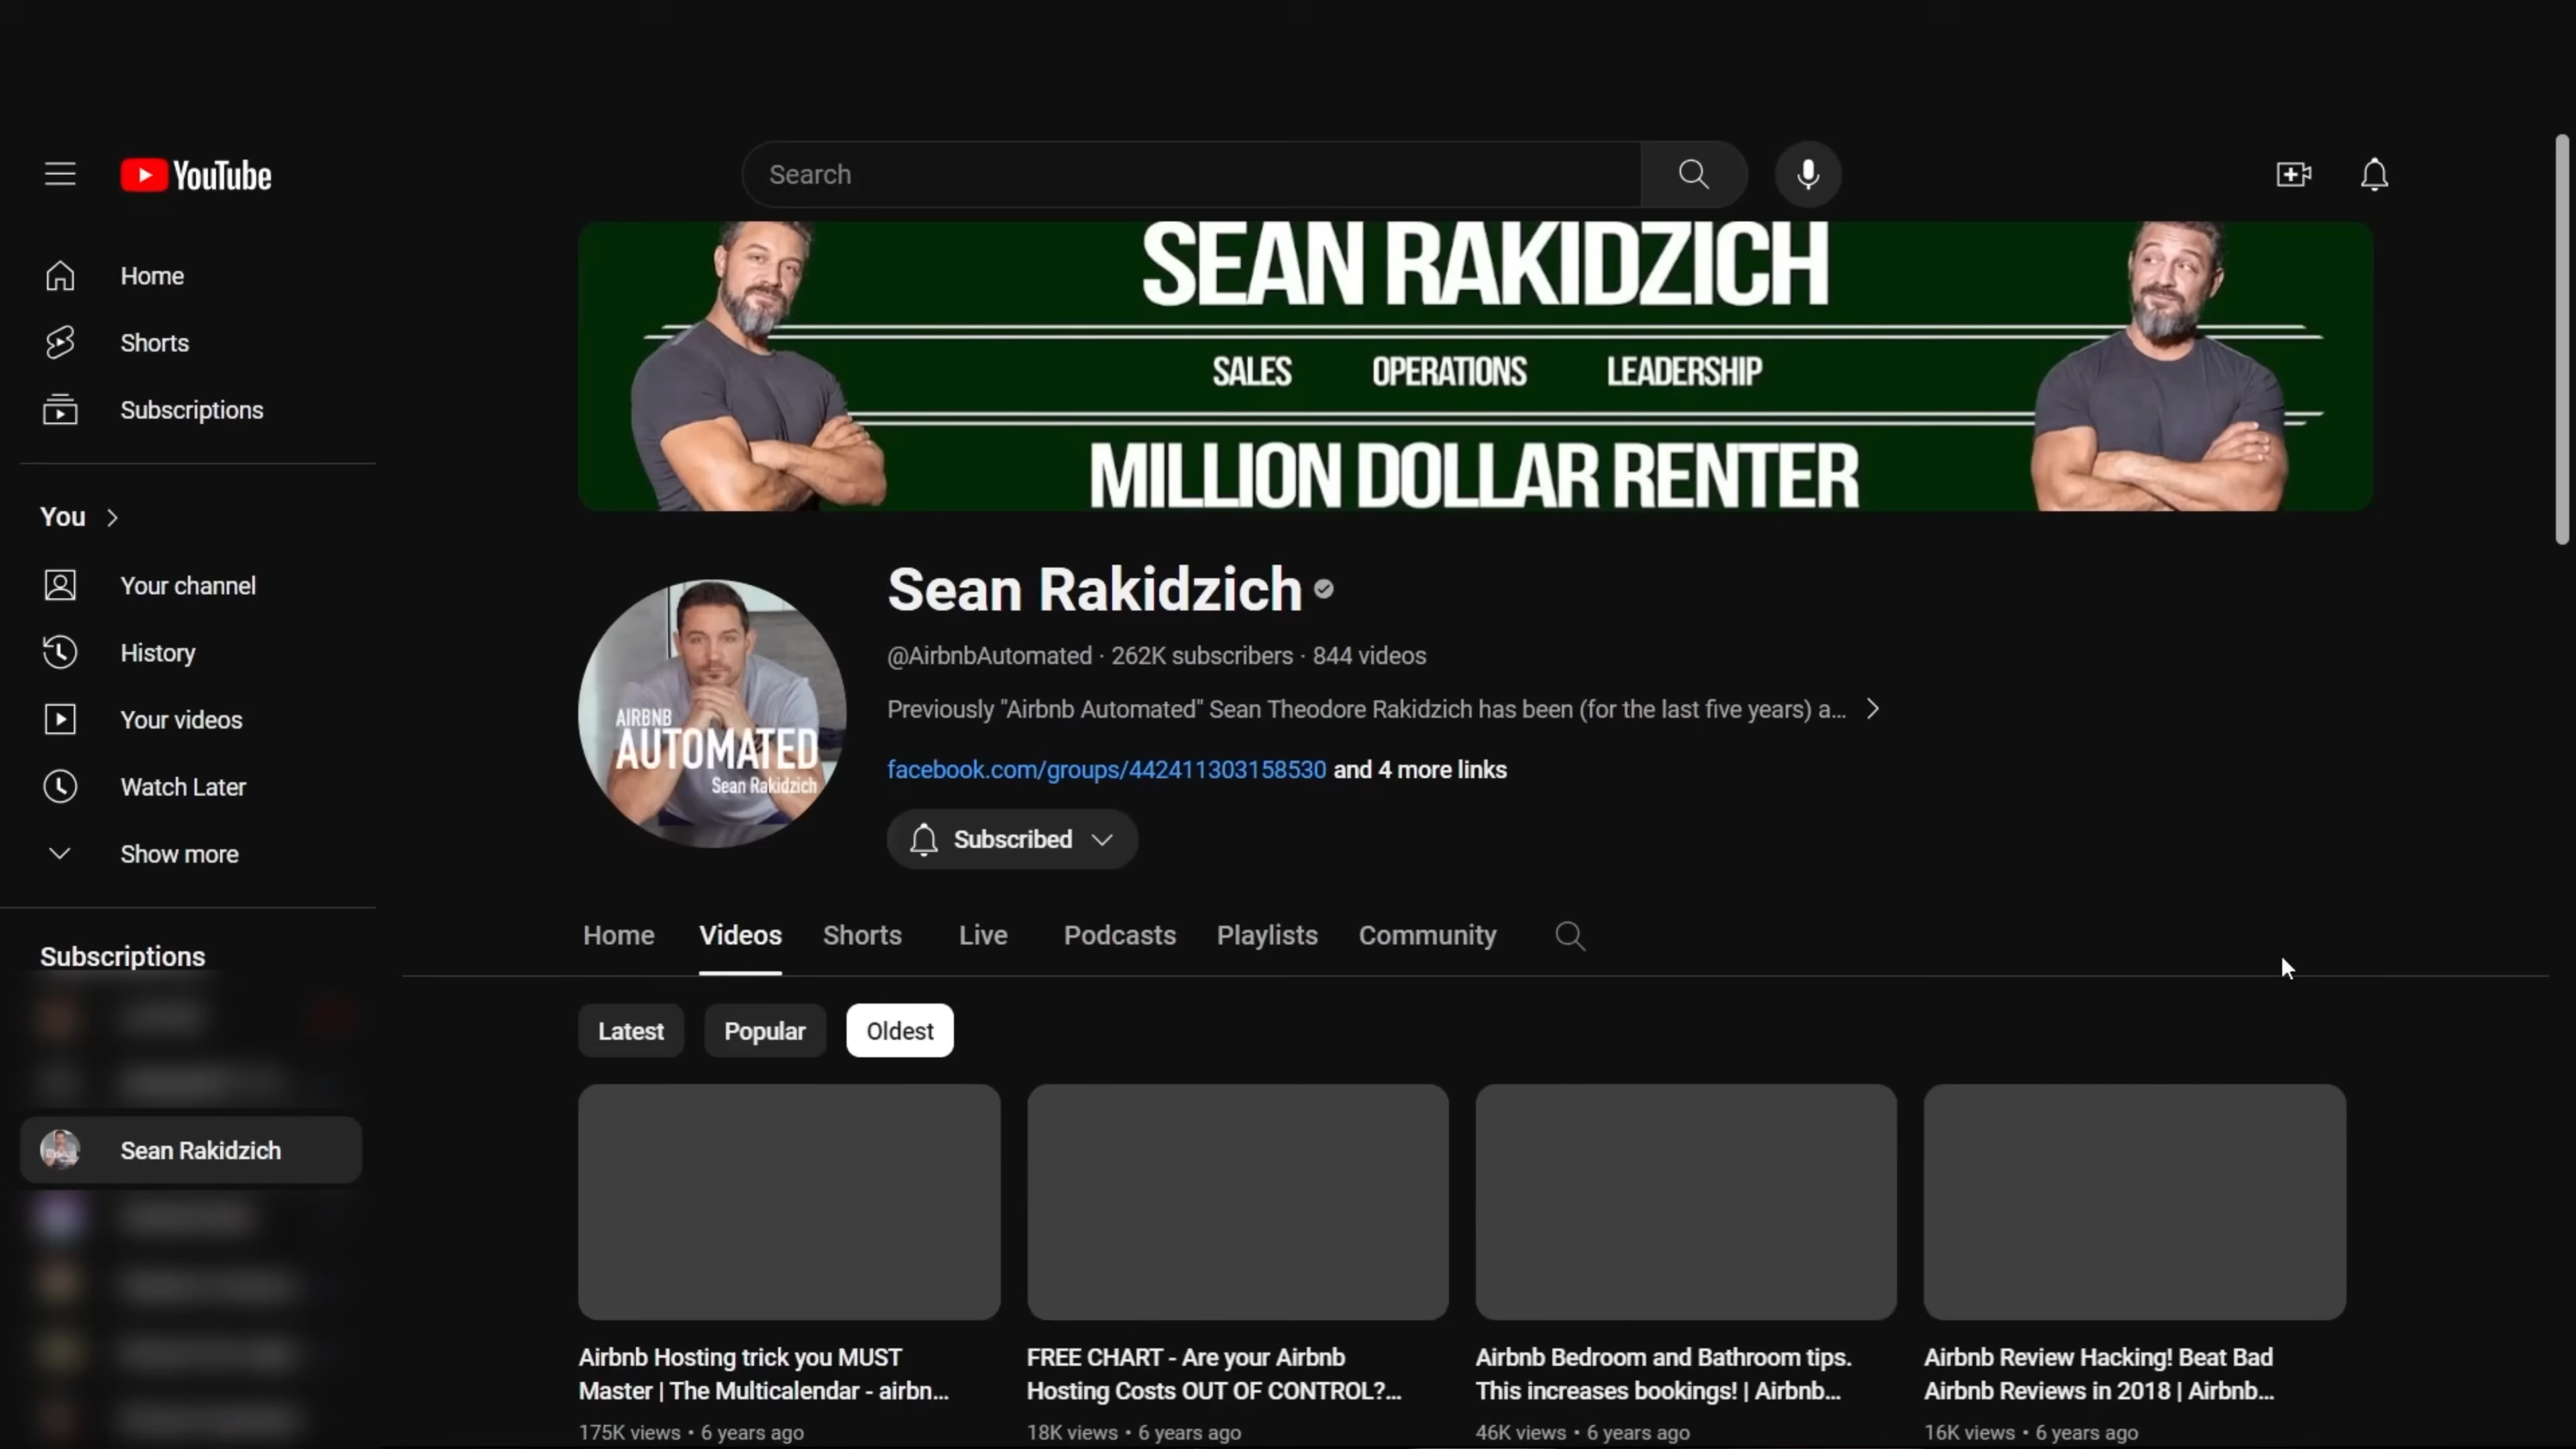 YouTube
Search
Home
Shorts
Subscriptions
You
Your channel
History
Your videos
Watch Later
Show more
Subscriptions
Sean Rakidzich
SEAN RAKIDZICH
SALES OPERATIONS LEADERSHIP
MILLION DOLLAR RENTER
AIRBNB
AUTOMATED
Sean Rakidzich
Sean Rakidzich
@AirbnbAutomated · 262K subscribers · 844 videos
Previously "Airbnb Automated" Sean Theodore Rakidzich has been (for the last five years) a...
facebook.com/groups/442411303158530 and 4 more links
Subscribed
Home Videos Shorts Live Podcasts Playlists Community
Latest Popular Oldest
Airbnb Hosting trick you MUST
Master | The Multicalendar - airbn...
175K views • 6 years ago
FREE CHART - Are your Airbnb
Hosting Costs OUT OF CONTROL?...
18K views • 6 years ago
Airbnb Bedroom and Bathroom tips.
This increases bookings! | Airbnb...
46K views • 6 years ago
Airbnb Review Hacking! Beat Bad
Airbnb Reviews in 2018 | Airbnb...
16K views • 6 years ago